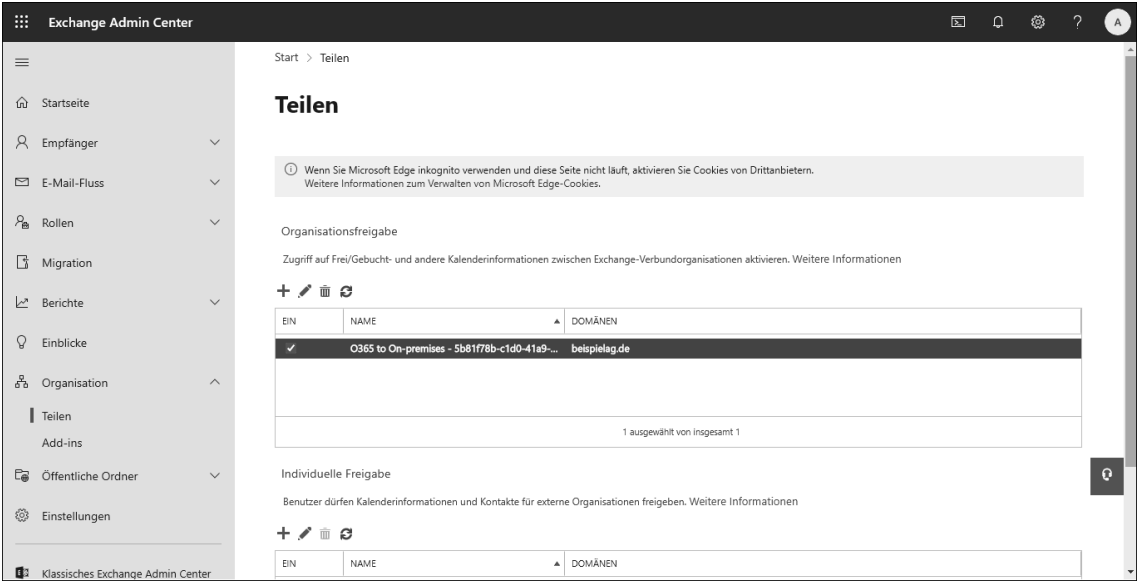 Exchange Admin Center
?
A
Start > Teilen
Startseite
Teilen
Empfänger
Wenn Sie Microsoft Edge inkognito verwenden und diese Seite nicht läuft, aktivieren Sie Cookies von Drittanbietern.
Weitere Informationen zum Verwalten von Microsoft Edge-Cookies.
E-Mail-Fluss
Rollen
Migration
Berichte
Einblicke
Organisation
Teilen
Add-ins
Öffentliche Ordner
Einstellungen
Klassisches Exchange Admin Center
Organisationsfreigabe
Zugriff auf Frei/Gebucht- und andere Kalenderinformationen zwischen Exchange-Verbundorganisationen aktivieren. Weitere Informationen
EIN NAME DOMÄNEN
O365 to On-premises - 5b81f78b-c1d0-41a9-... beispielag.de
1 ausgewählt von insgesamt 1
Individuelle Freigabe
Benutzer dürfen Kalenderinformationen und Kontakte für externe Organisationen freigeben. Weitere Informationen
EIN NAME DOMÄNEN